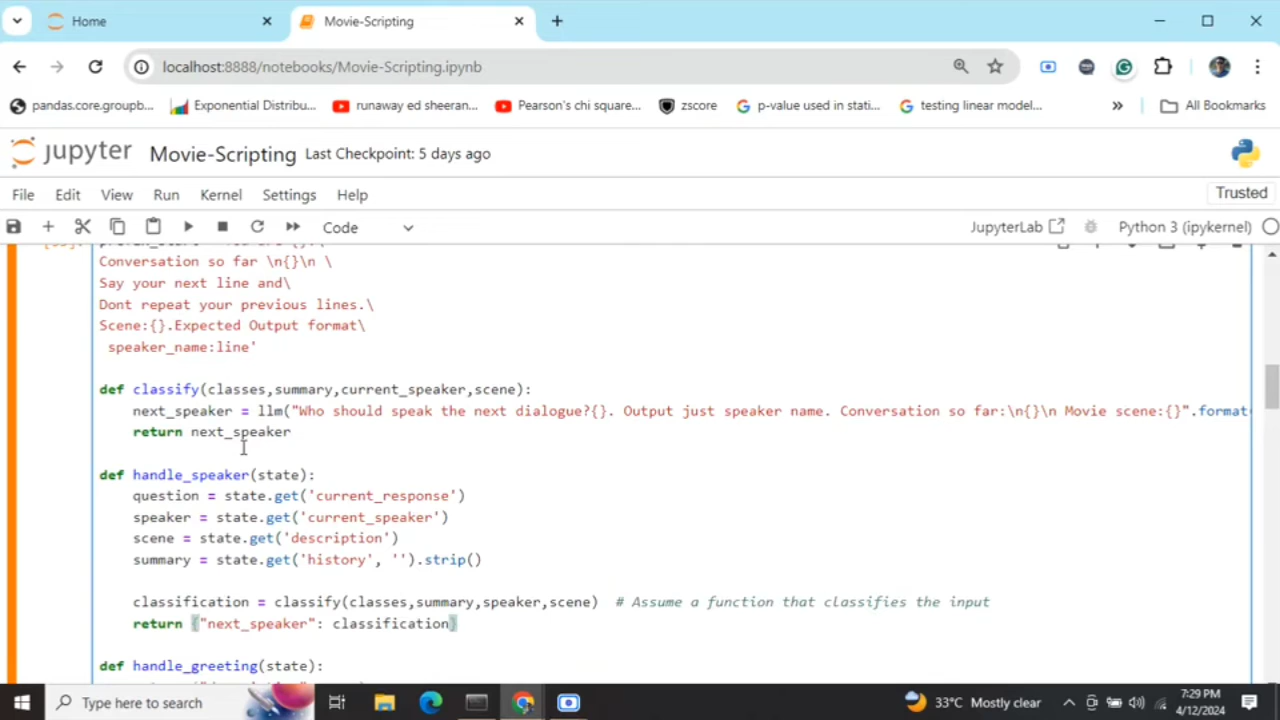 Home
Movie-Scripting
localhost:8888/notebooks/Movie-Scripting.ipynb
pandas.core.groupb...
Exponential Distribu...
runaway ed sheeran...
Pearson's chi square...
zscore
p-value used in stati...
testing linear model...
All Bookmarks
jupyter Movie-Scripting Last Checkpoint: 5 days ago
File Edit View Run Kernel Settings Help
Trusted
Code
JupyterLab
Python 3 (ipykernel)
Conversation so far \n{}\n \
Say your next line and\
Dont repeat your previous lines.\
Scene:{}.Expected Output format\
speaker_name:line'
def classify(classes,summary,current_speaker,scene):
next_speaker = llm("Who should speak the next dialogue?{}. Output just speaker name. Conversation so far:\n{}\n Movie scene:{}".format
return next_speaker
def handle_speaker(state):
question = state.get('current_response')
speaker = state.get('current_speaker')
scene = state.get('description')
summary = state.get('history', '').strip()
classification = classify(classes,summary,speaker,scene) # Assume a function that classifies the input
return {"next_speaker": classification}
def handle_greeting(state):
Type here to search
33°C Mostly clear
7:29 PM
4/12/2024